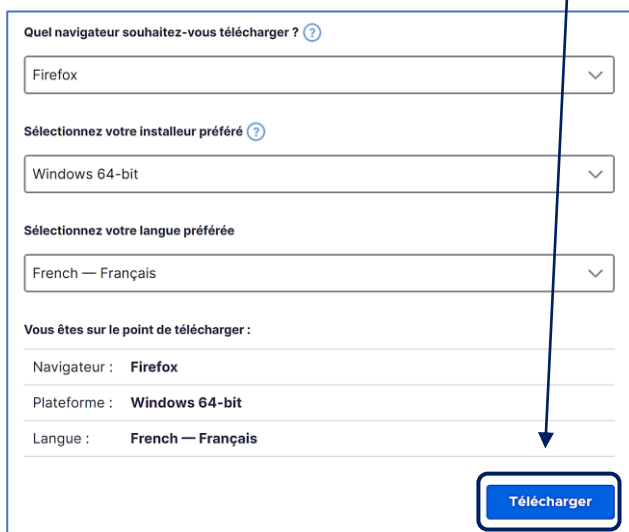 Quel navigateur souhaitez-vous télécharger ? ?
Firefox
Sélectionnez votre installeur préféré ?
Windows 64-bit
Sélectionnez votre langue préférée
French — Français
Vous êtes sur le point de télécharger :
Navigateur : Firefox
Plateforme : Windows 64-bit
Langue : French — Français
Télécharger